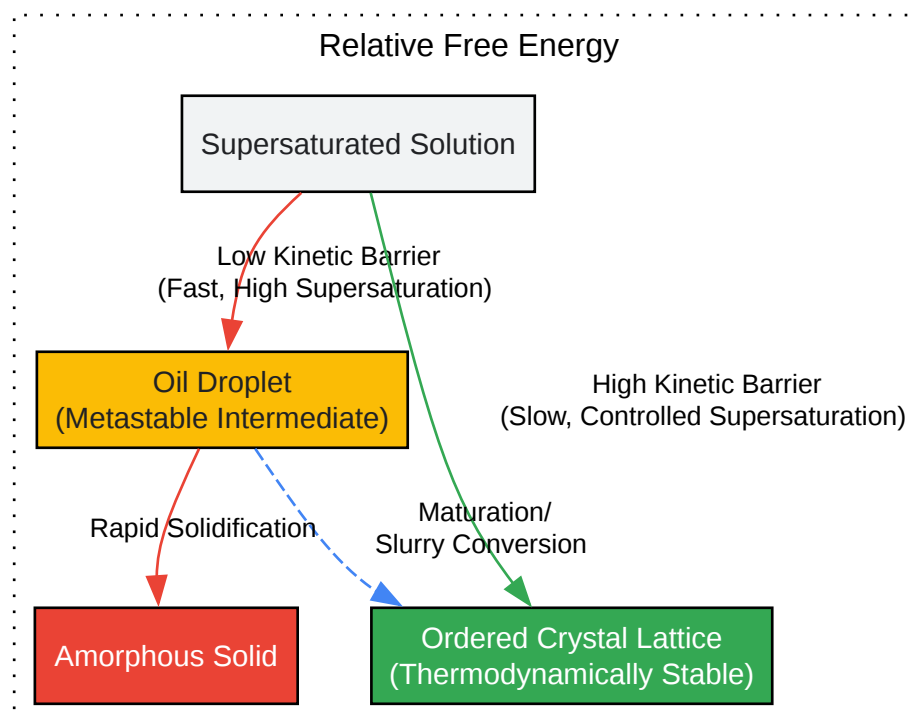 Relative Free Energy
Supersaturated Solution
Low Kinetic Barrier
(Fast, High Supersaturation)
Oil Droplet
(Metastable Intermediate)
High Kinetic Barrier
(Slow, Controlled Supersaturation)
Rapid Solidification
Maturation/
Slurry Conversion
Amorphous Solid
Ordered Crystal Lattice
(Thermodynamically Stable)